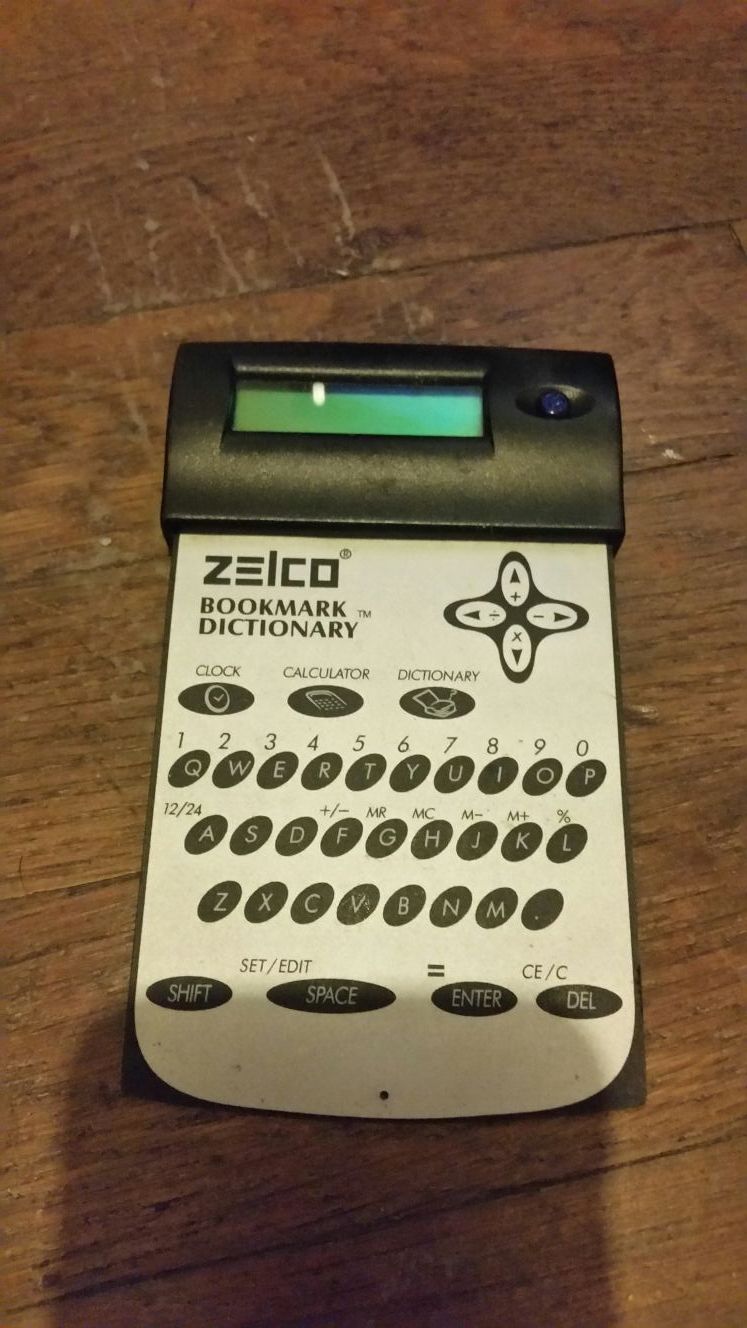 ZELCO®
BOOKMARK ™
DICTIONARY
+
÷ −
×
CLOCK CALCULATOR DICTIONARY
?
1 2 3 4 5 6 7 8 9 0
Q W E R T Y U I O P
12/24 +/− MR MC M− M+ %
A S D F G H J K L
Z X C V B N M .
SET/EDIT = CE/C
SHIFT SPACE ENTER DEL